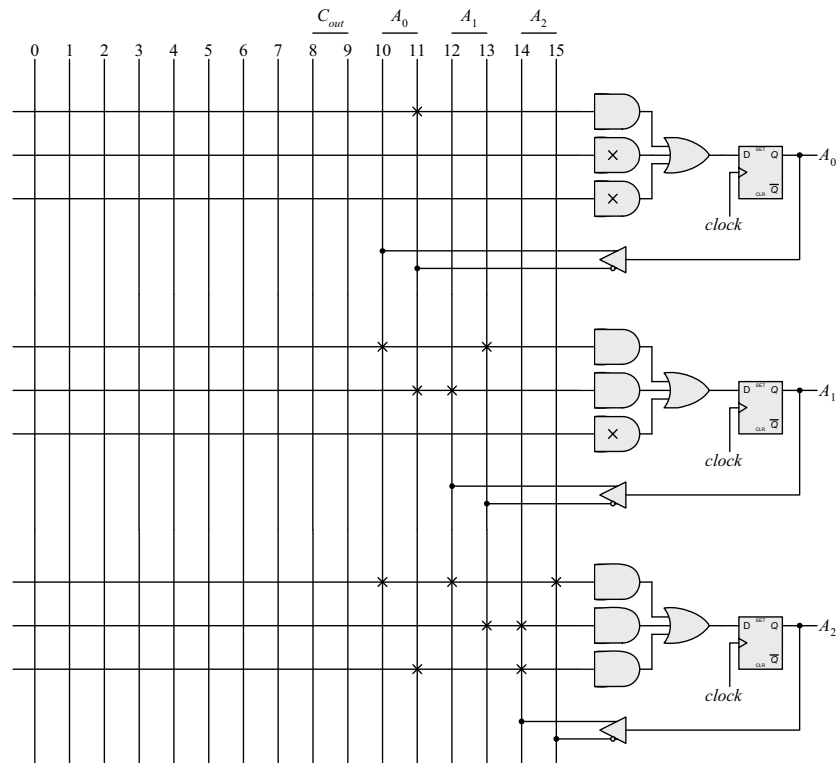 C_out A_0 A_1 A_2
0 1 2 3 4 5 6 7 8 9 10 11 12 13 14 15
D SET Q
CLR Q̅
A_0
clock
D SET Q
CLR Q̅
A_1
clock
D SET Q
CLR Q̅
A_2
clock